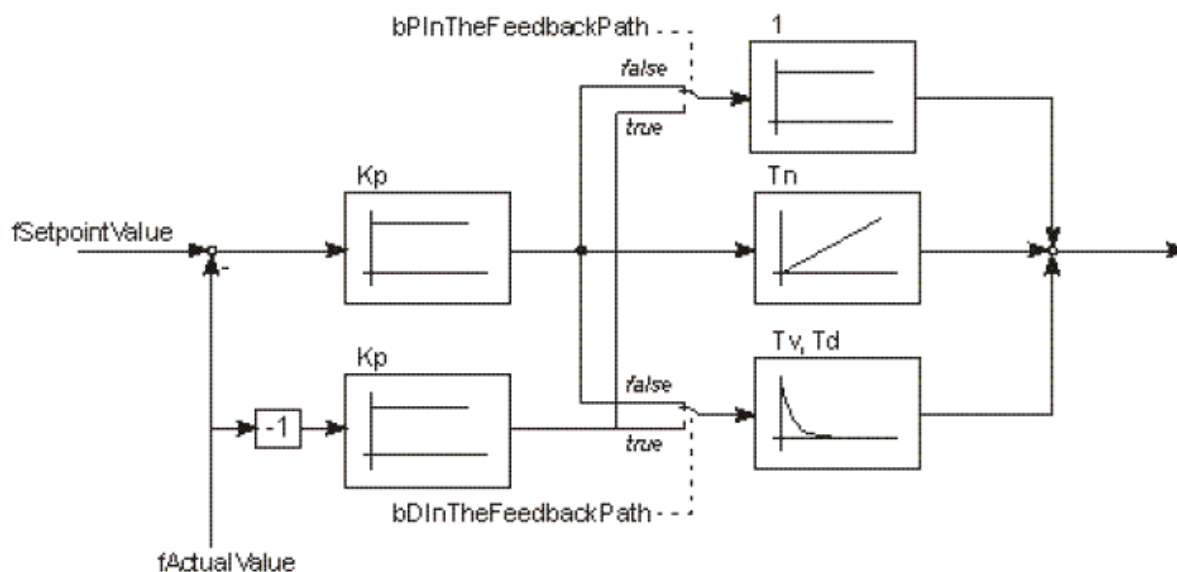 bPInTheFeedbackPath
1
false
true
Kp
Tn
fSetpointValue
-
Kp
Tv, Td
false
-1
true
bDInTheFeedbackPath
fActualValue